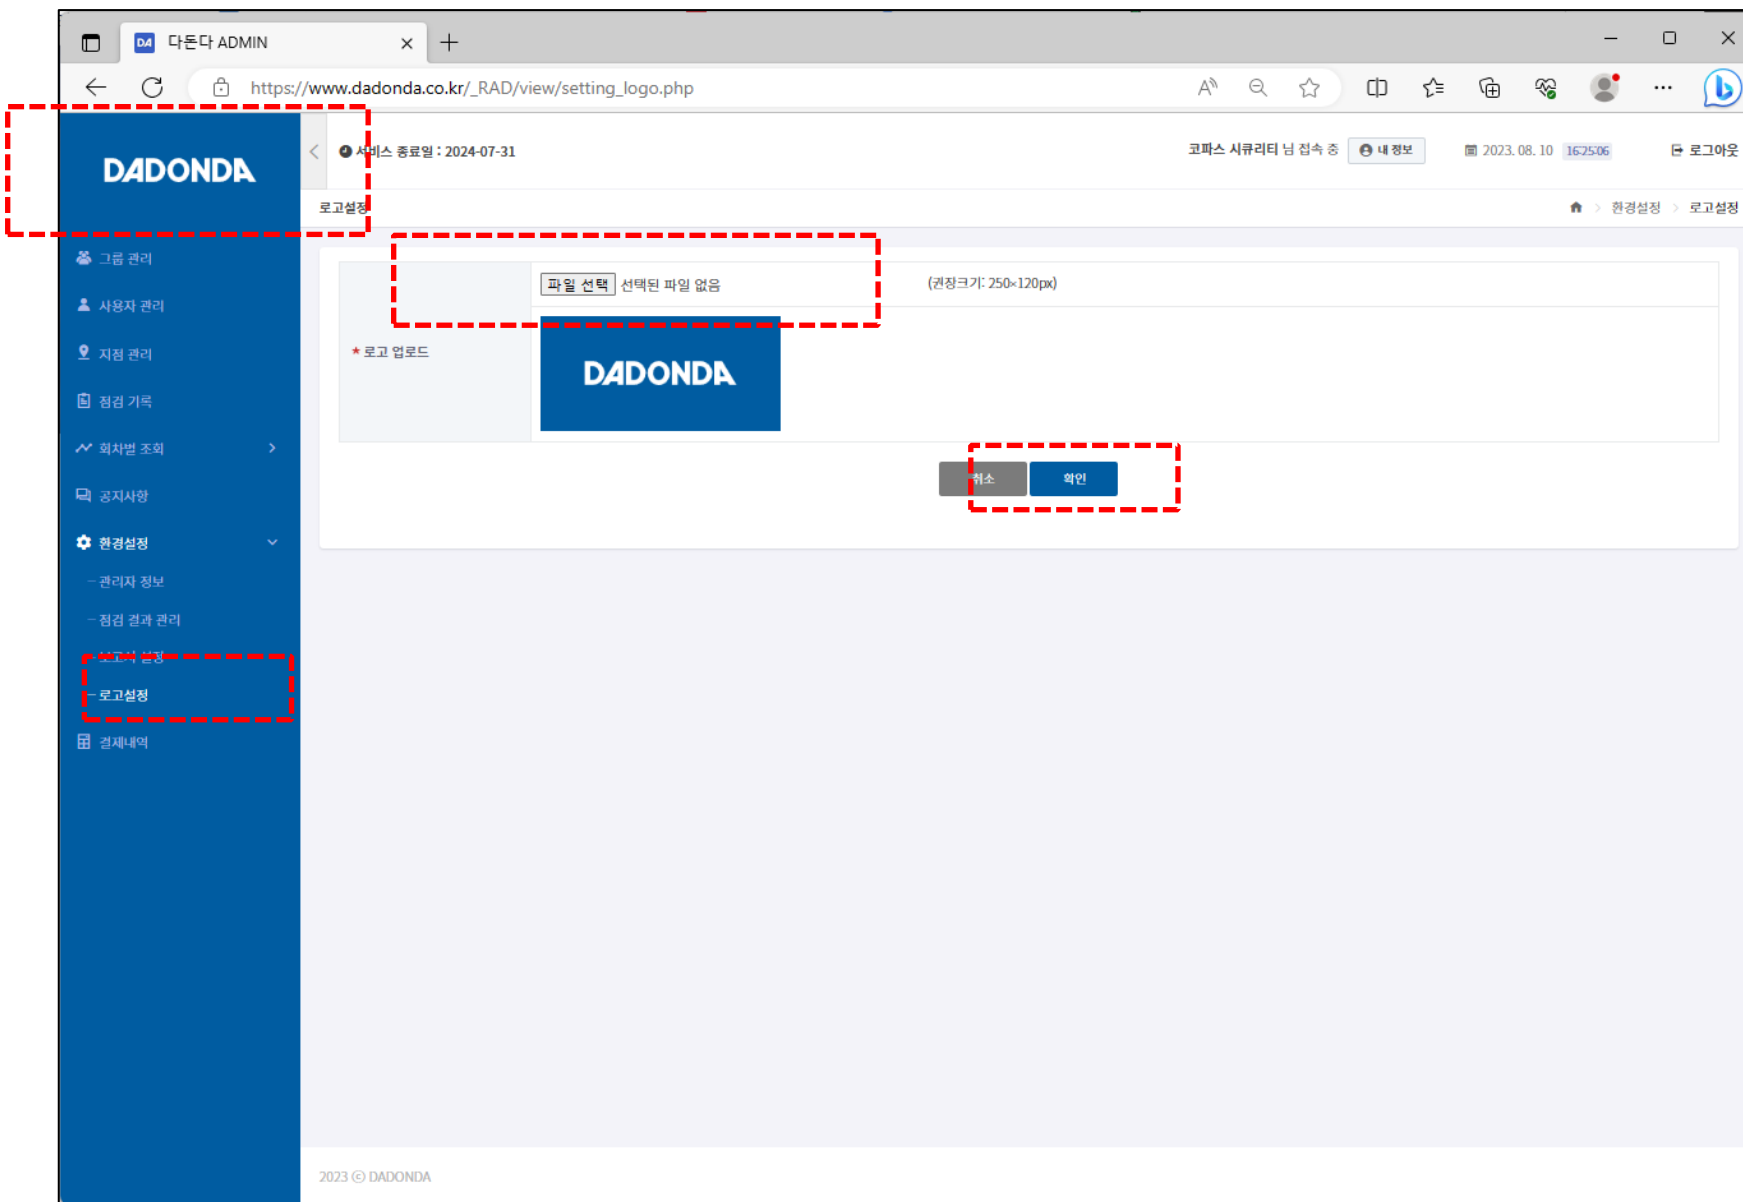 다돈다 ADMIN
https://www.dadonda.co.kr/_RAD/view/setting_logo.php
DADONDA
서비스 종료일 : 2024-07-31
코파스 시큐리티 님 접속 중
내 정보
2023. 08. 10 16:25:06
로그아웃
로고설정
환경설정 > 로고설정
그룹 관리
사용자 관리
지점 관리
점검 기록
회차별 조회
공지사항
환경설정
– 관리자 정보
– 점검 결과 관리
– 보고서 설정
– 로고설정
결제내역
* 로고 업로드
파일 선택 선택된 파일 없음
(권장크기: 250×120px)
DADONDA
취소
확인
2023 ⓒ DADONDA